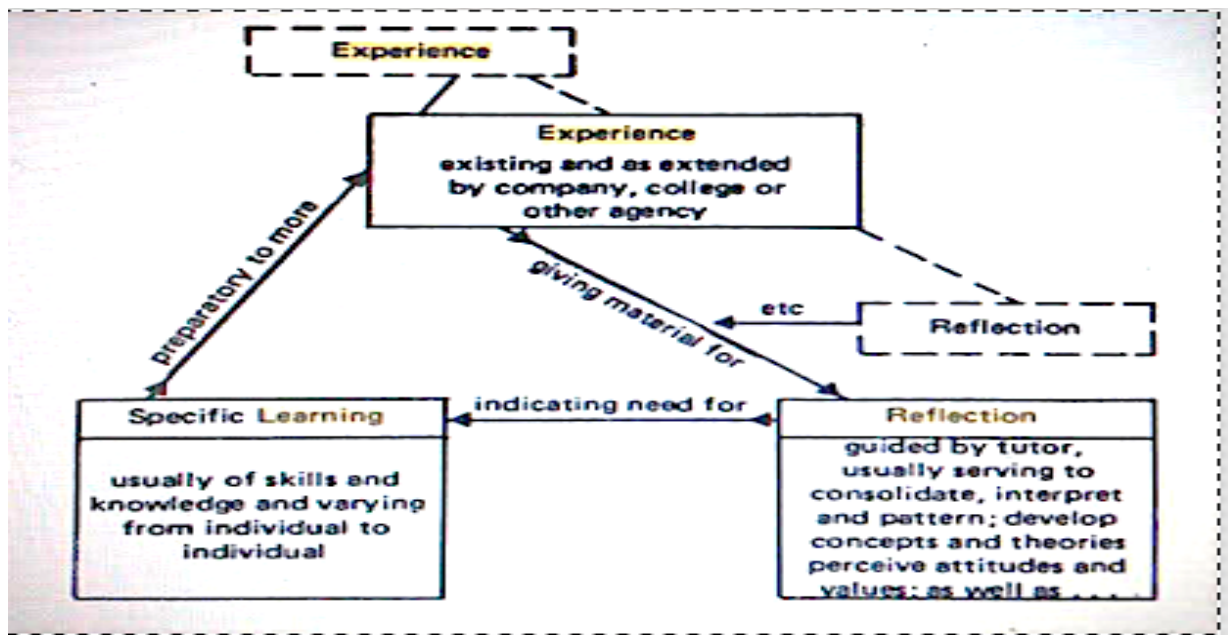 Experience
Experience
existing and as extended
by company, college or
other agency
preparatory to more
giving material for
etc
Reflection
Specific Learning
indicating need for
Reflection
usually of skills and
knowledge and varying
from individual to
individual
guided by tutor,
usually serving to
consolidate, interpret
and pattern; develop
concepts and theories
perceive attitudes and
values; as well as . . . .